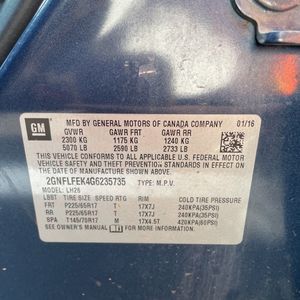 GM
MFD BY GENERAL MOTORS OF CANADA COMPANY 01/16
GVWR GAWR FRT GAWR RR
2300 KG 1175 KG 1240 KG
5070 LB 2590 LB 2733 LB
THIS VEHICLE CONFORMS TO ALL APPLICABLE U.S. FEDERAL
MOTOR VEHICLE SAFETY, BUMPER, AND THEFT PREVENTION
STANDARDS IN EFFECT ON THE DATE OF MANUFACTURE SHOWN ABOVE.
2GNFLFEK4G6235735 TYPE: M.P.V.
MODEL: LH26
TIRE SIZE SPEED RTG RIM COLD TIRE PRESSURE
FRT P225/65R17 T 17X7J 240KPA(35PSI)
RR P225/65R17 T 17X7J 240KPA(35PSI)
SPA T145/70R17 M 17X4.5T 420KPA(60PSI)
SEE OWNER'S MANUAL FOR MORE INFORMATION.